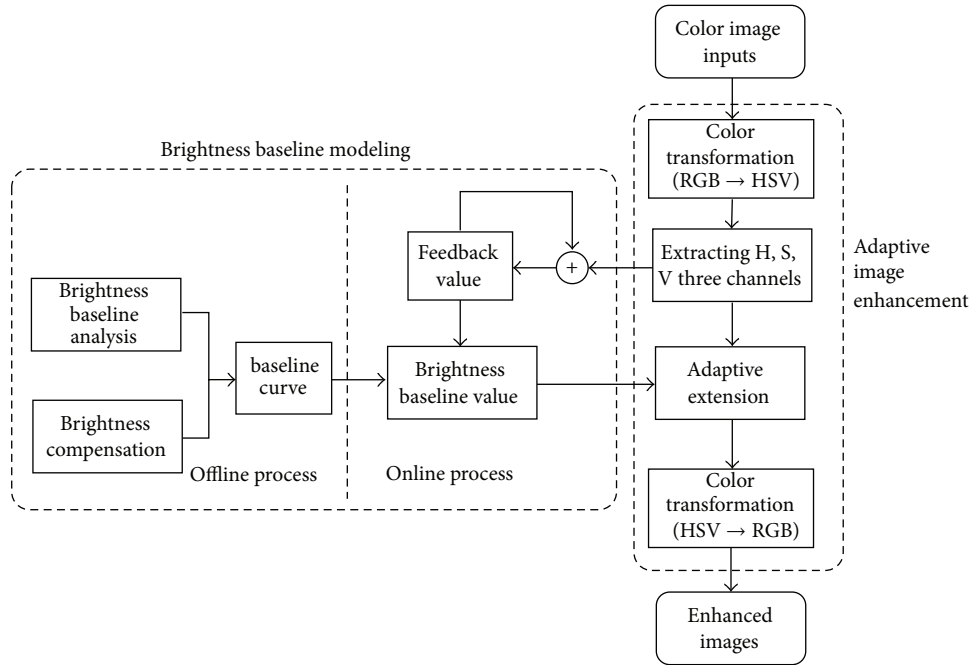 Color image
inputs
Color
transformation
(RGB → HSV)
Brightness baseline modeling
Extracting H, S,
V three channels
Adaptive
image
enhancement
Feedback
value
+
Brightness
baseline
analysis
baseline
curve
Brightness
baseline value
Adaptive
extension
Brightness
compensation
Offline process
Online process
Color
transformation
(HSV → RGB)
Enhanced
images